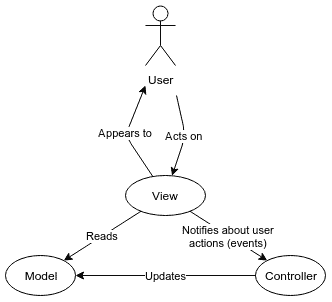 User
Appears to
Acts on
View
Reads
Notifies about user
actions (events)
Model
Updates
Controller